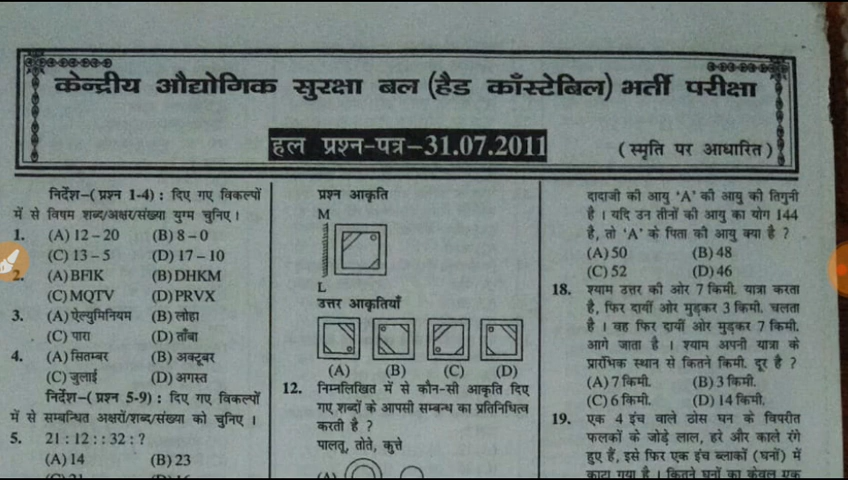 केन्द्रीय औद्योगिक सुरक्षा बल (हैड काँस्टेबिल) भर्ती परीक्षा
हल प्रश्न-पत्र–31.07.2011
(स्मृति पर आधारित)
निर्देश–(प्रश्न 1-4) : दिए गए विकल्पों
में से विषम शब्द/अक्षर/संख्या युग्म चुनिए।
1. (A) 12 – 20 (B) 8 – 0
(C) 13 – 5 (D) 17 – 10
2. (A) BFIK (B) DHKM
(C) MQTV (D) PRVX
3. (A) ऐल्युमिनियम (B) लोहा
(C) पारा (D) ताँबा
4. (A) सितम्बर (B) अक्टूबर
(C) जुलाई (D) अगस्त
निर्देश–(प्रश्न 5-9) : दिए गए विकल्पों
में से सम्बन्धित अक्षरों/शब्द/संख्या को चुनिए।
5. 21 : 12 : : 32 : ?
(A) 14 (B) 23
प्रश्न आकृति
M
L
उत्तर आकृतियाँ
(A) (B) (C) (D)
12. निम्नलिखित में से कौन-सी आकृति दिए
गए शब्दों के आपसी सम्बन्ध का प्रतिनिधित्व
करती है ?
पालतू, तोते, कुत्ते
(A)
दादाजी की आयु ‘A’ की आयु की तिगुनी
है। यदि उन तीनों की आयु का योग 144
है, तो ‘A’ के पिता की आयु क्या है ?
(A) 50 (B) 48
(C) 52 (D) 46
18. श्याम उत्तर की ओर 7 किमी. यात्रा करता
है, फिर दायीं ओर मुड़कर 3 किमी. चलता
है। वह फिर दायीं ओर मुड़कर 7 किमी.
आगे जाता है। श्याम अपनी यात्रा के
प्रारंभिक स्थान से कितने किमी. दूर है ?
(A) 7 किमी. (B) 3 किमी.
(C) 6 किमी. (D) 14 किमी.
19. एक 4 इंच वाले ठोस घन के विपरीत
फलकों के जोड़े लाल, हरे और काले रंगे
हुए हैं, इसे फिर एक इंच ब्लाकों (घनों) में
काटा गया है। कितने घनों का केवल एक